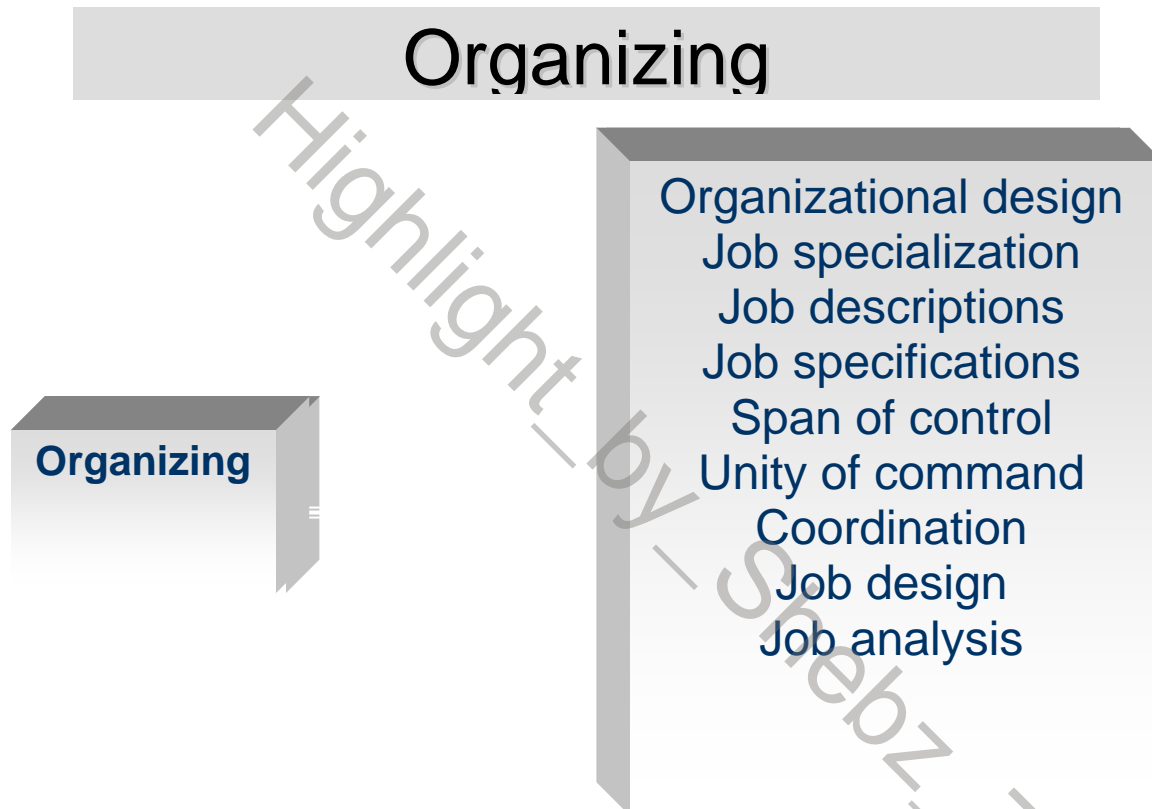 Organizing
Organizational design
Job specialization
Job descriptions
Job specifications
Span of control
Unity of command
Coordination
Job design
Job analysis
Organizing
Highlight_by_Shebz_